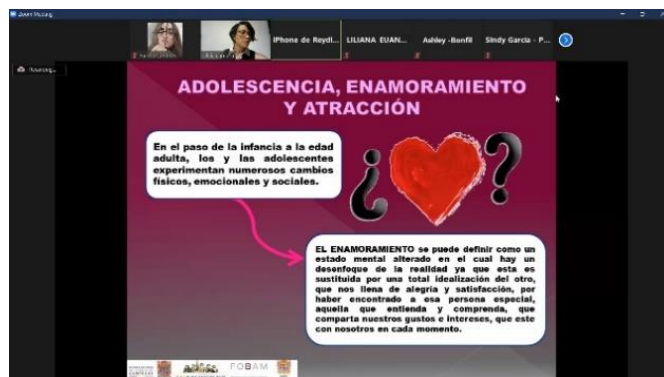 Zoom Meeting
iPhone de Reydi...
LILIANA EUAN...
Ashley -Bonfil
Sindy Garcia - P...
ADOLESCENCIA, ENAMORAMIENTO
Y ATRACCIÓN
En el paso de la infancia a la edad
adulta, los y las adolescentes
experimentan numerosos cambios
físicos, emocionales y sociales.
¿ ?
EL ENAMORAMIENTO se puede definir como un
estado mental alterado en el cual hay un
desenfoque de la realidad ya que esta es
sustituida por una total idealización del otro,
que nos llena de alegría y satisfacción, por
haber encontrado a esa persona especial,
aquella que entienda y comprenda, que
comparta nuestros gustos e intereses, que este
con nosotros en cada momento.
FOBAM